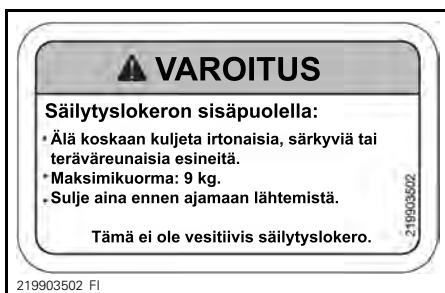 VAROITUS
Säilytyslokeron sisäpuolella:
• Älä koskaan kuljeta irtonaisia, särkyviä tai
teräväreunaisia esineitä.
• Maksimikuorma: 9 kg.
• Sulje aina ennen ajamaan lähtemistä.
Tämä ei ole vesitiivis säilytyslokero.
219903502
219903502 FI